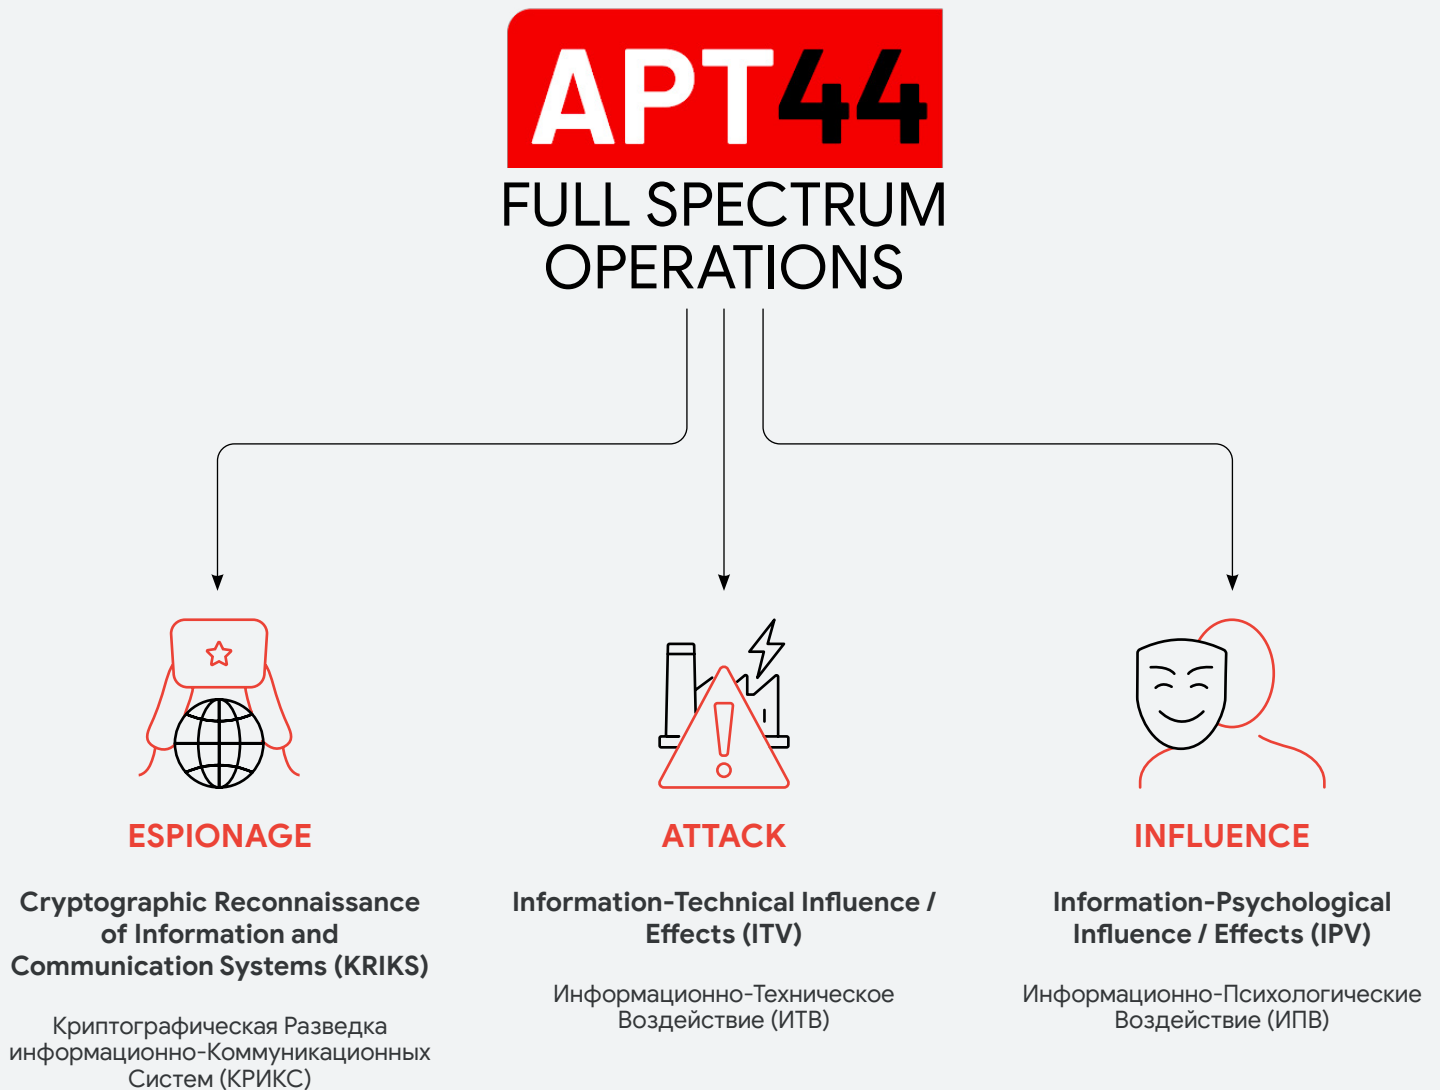 APT44
FULL SPECTRUM
OPERATIONS
ESPIONAGE
Cryptographic Reconnaissance
of Information and
Communication Systems (KRIKS)
Криптографическая Разведка
информационно-Коммуникационных
Систем (КРИКС)
ATTACK
Information-Technical Influence /
Effects (ITV)
Информационно-Техническое
Воздействие (ИТВ)
INFLUENCE
Information-Psychological
Influence / Effects (IPV)
Информационно-Психологические
Воздействие (ИПВ)